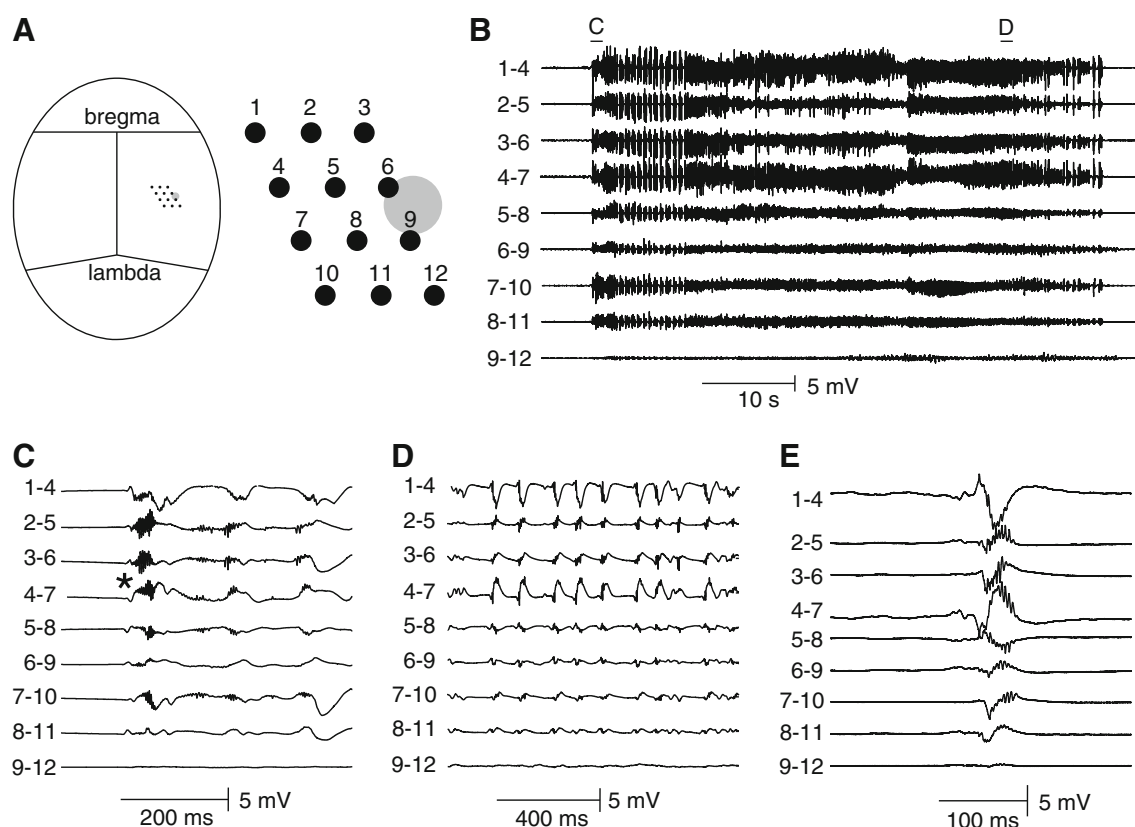 A
bregma
lambda
1 2 3
4 5 6
7 8 9
10 11 12
B
C D
1-4
2-5
3-6
4-7
5-8
6-9
7-10
8-11
9-12
10 s
5 mV
C
1-4
2-5
3-6
*
4-7
5-8
6-9
7-10
8-11
9-12
200 ms
5 mV
D
1-4
2-5
3-6
4-7
5-8
6-9
7-10
8-11
9-12
400 ms
5 mV
E
1-4
2-5
3-6
4-7
5-8
6-9
7-10
8-11
9-12
100 ms
5 mV